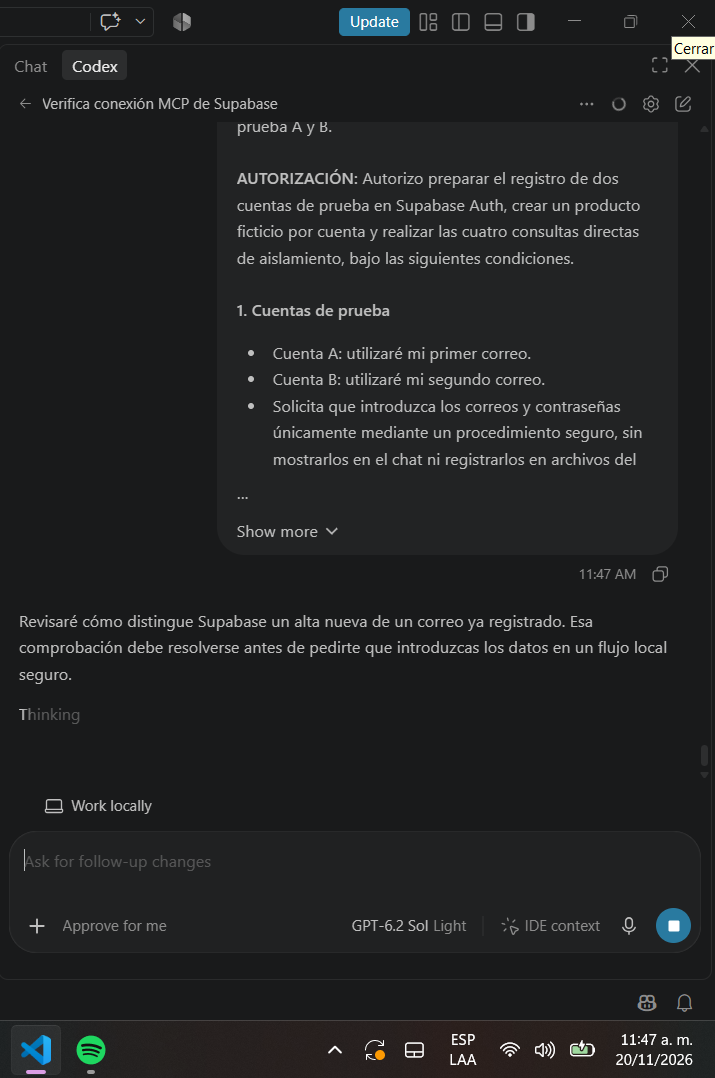 Update
Cerrar
Chat
Codex
Verifica conexión MCP de Supabase
prueba A y B.
AUTORIZACIÓN: Autorizo preparar el registro de dos
cuentas de prueba en Supabase Auth, crear un producto
ficticio por cuenta y realizar las cuatro consultas directas
de aislamiento, bajo las siguientes condiciones.
1. Cuentas de prueba
• Cuenta A: utilizaré mi primer correo.
• Cuenta B: utilizaré mi segundo correo.
• Solicita que introduzca los correos y contraseñas
únicamente mediante un procedimiento seguro, sin
mostrarlos en el chat ni registrarlos en archivos del
...
Show more
11:47 AM
Revisaré cómo distingue Supabase un alta nueva de un correo ya registrado. Esa
comprobación debe resolverse antes de pedirte que introduzcas los datos en un flujo local
seguro.
Thinking
Work locally
Ask for follow-up changes
Approve for me
GPT-6.2 Sol Light
IDE context
ESP
LAA
11:47 a. m.
20/11/2026